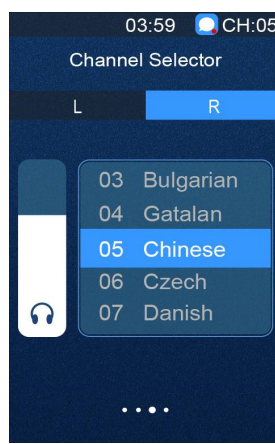 03:59 CH:05
Channel Selector
L R
03 Bulgarian
04 Gatalan
05 Chinese
06 Czech
07 Danish